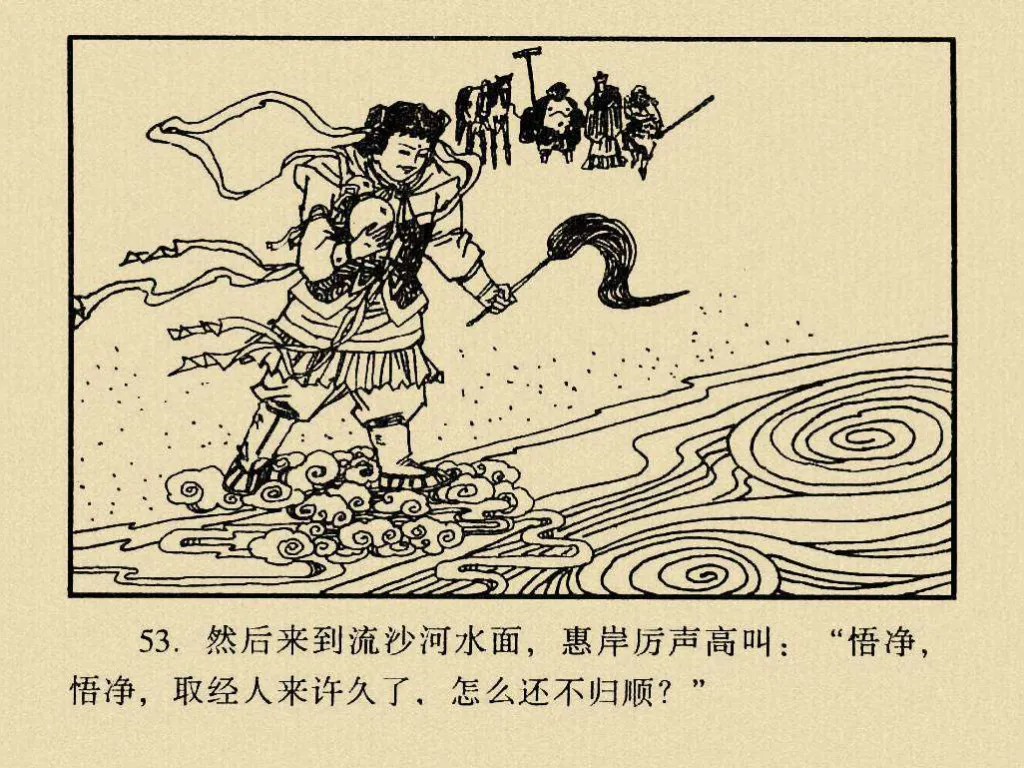 53. 然后来到流沙河水面，惠岸厉声高叫：“悟净，
悟净，取经人来许久了，怎么还不归顺？”